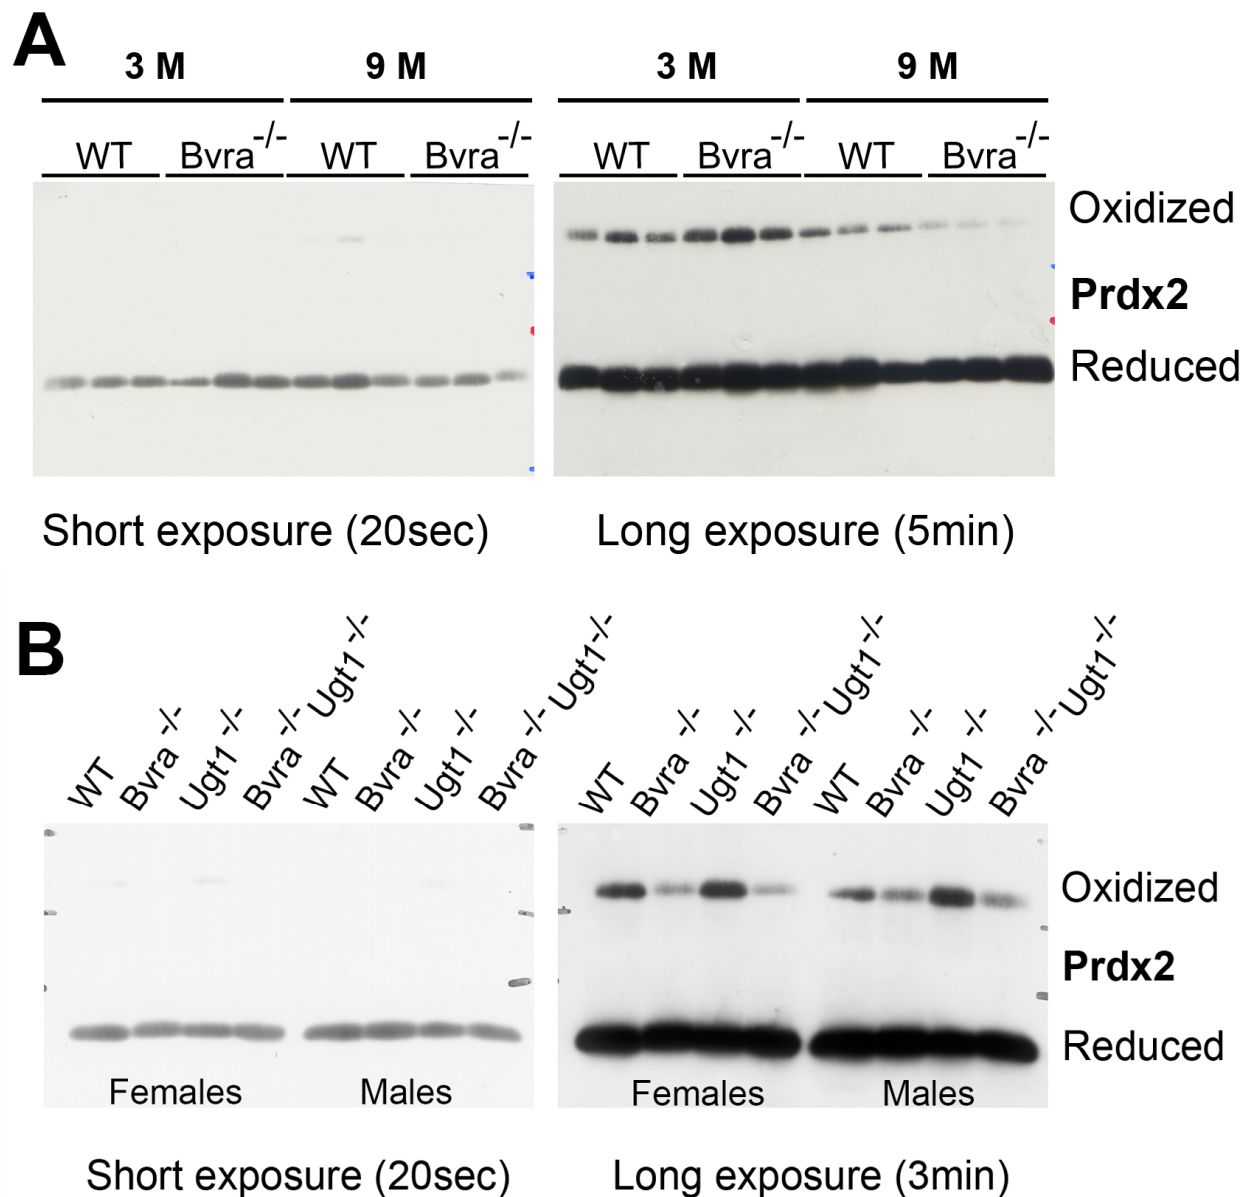 A
3 M 9 M 3 M 9 M
WT Bvra-/- WT Bvra-/- WT Bvra-/- WT Bvra-/-
Oxidized
Prdx2
Reduced
Short exposure (20sec) Long exposure (5min)
B
WT Bvra -/- Ugt1 -/- Bvra -/- Ugt1-/- WT Bvra -/- Ugt1 -/- Bvra -/- Ugt1-/- WT Bvra -/- Ugt1 -/- Bvra -/- Ugt1-/- WT Bvra -/- Ugt1 -/- Bvra -/- Ugt1-/-
Oxidized
Prdx2
Reduced
Females Males Females Males
Short exposure (20sec) Long exposure (3min)